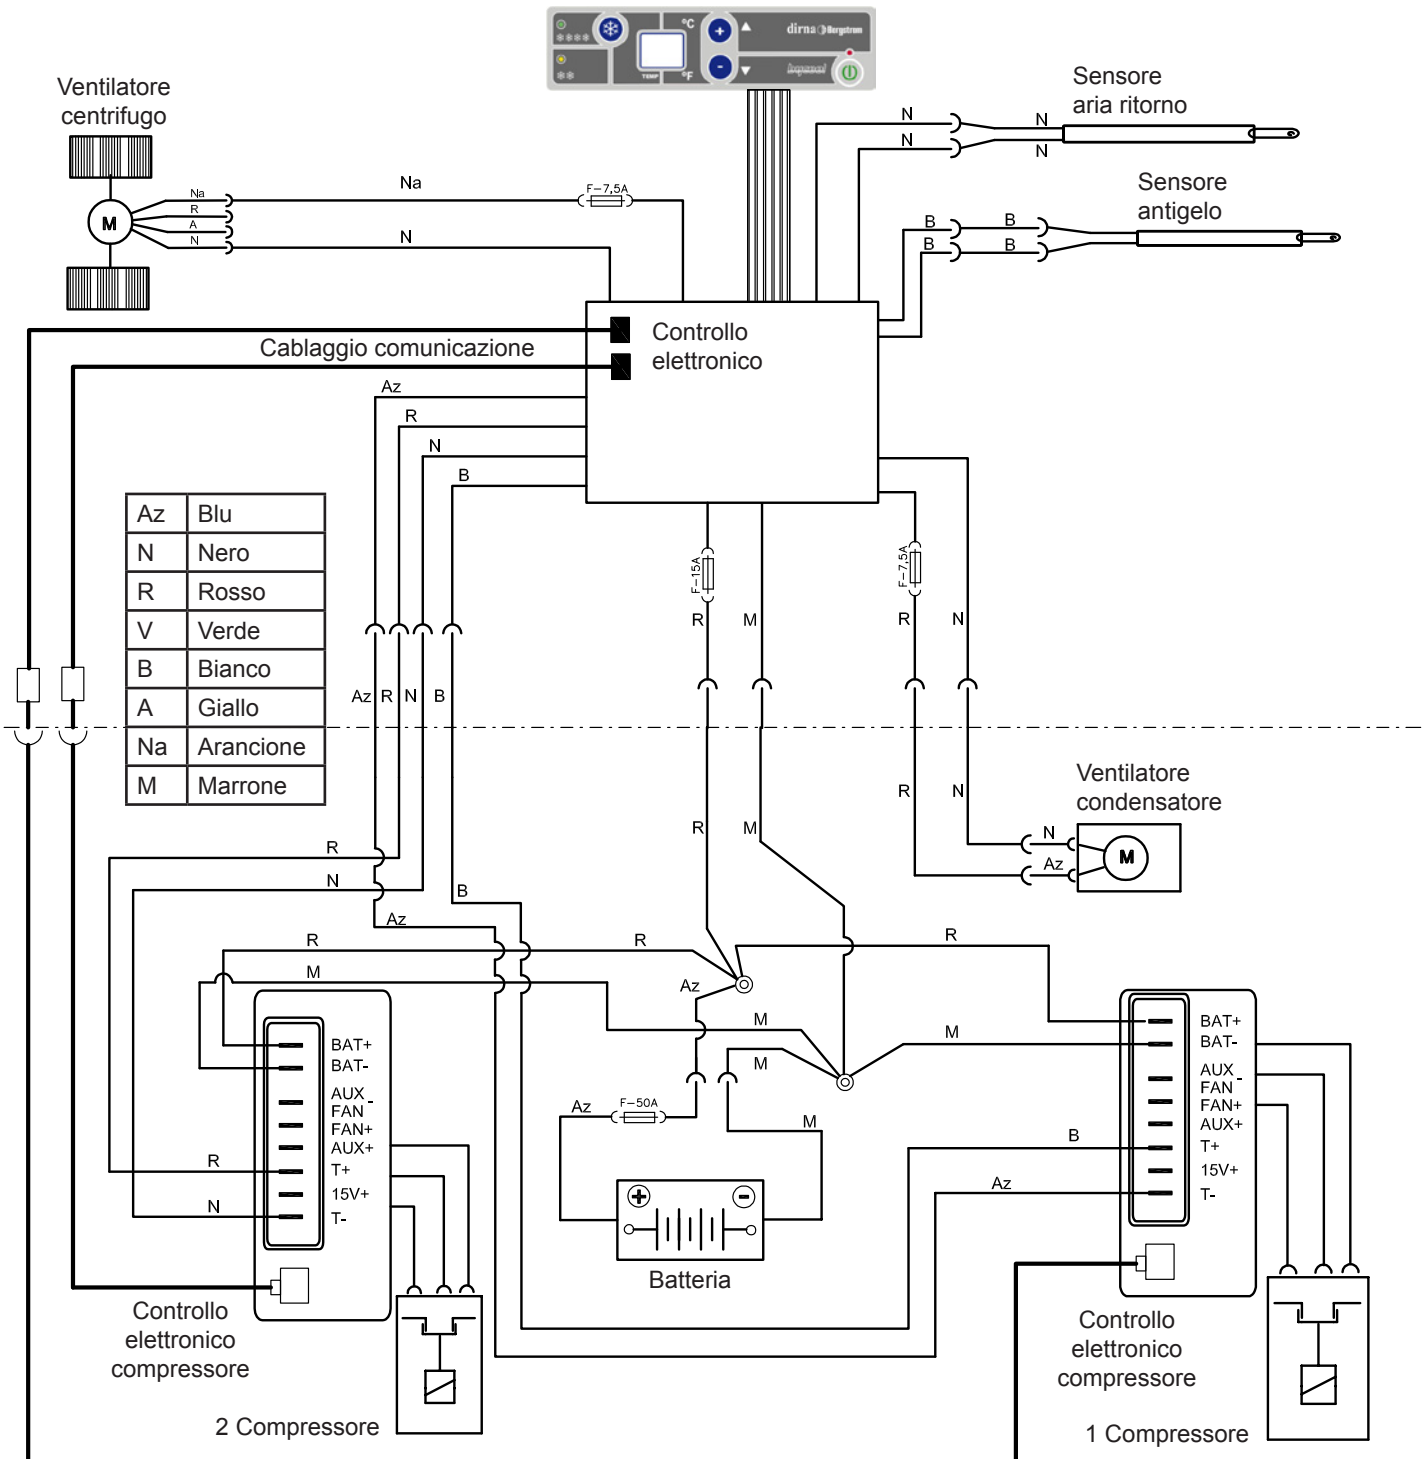 °C
dirna Bergstrom
TEMP
°F
Ventilatore
centrifugo
Sensore
aria ritorno
N
N
N
N
Sensore
antigelo
B
B
B
B
Na
R
A
N
M
Na
N
F-7,5A
Controllo
elettronico
Cablaggio comunicazione
Az
R
N
B
Az Blu
N Nero
R Rosso
V Verde
B Bianco
A Giallo
Na Arancione
M Marrone
F-15A
F-7,5A
R
M
R
N
Az
R
N
B
R
M
R
N
Ventilatore
condensatore
N
Az
M
R
N
B
Az
R
R
R
M
Az
M
M
M
BAT+
BAT-
AUX
FAN -
FAN+
AUX+
T+
15V+
T-
R
N
Az
F-50A
M
BAT+
BAT-
AUX
FAN -
FAN+
AUX+
T+
15V+
T-
B
Az
Batteria
Controllo
elettronico
compressore
2 Compressore
Controllo
elettronico
compressore
1 Compressore